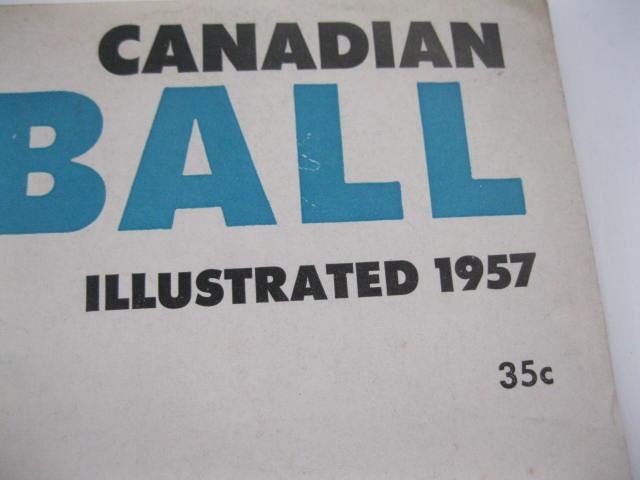 CANADIAN
BALL
ILLUSTRATED 1957
35c